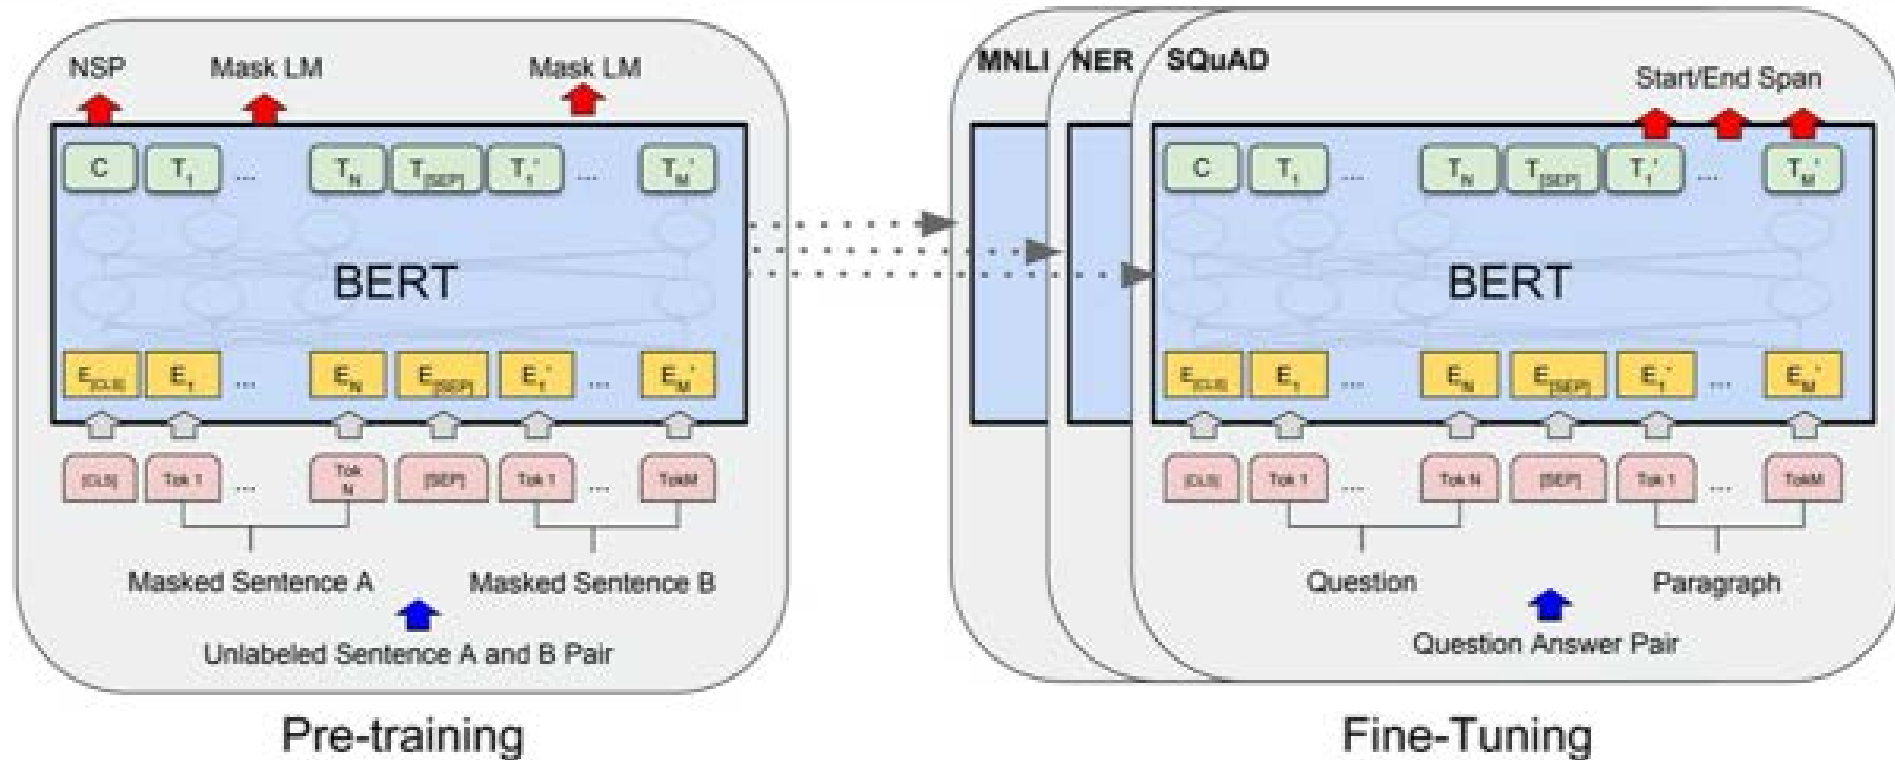 NSP Mask LM Mask LM
C T1 ... TN T[SEP] T1' ... TM'
BERT
E[CLS] E1 ... EN E[SEP] E1' ... EM'
[CLS] Tok 1 ... Tok N [SEP] Tok 1 ... TokM
Masked Sentence A Masked Sentence B
Unlabeled Sentence A and B Pair
Pre-training
MNLI NER SQuAD
Start/End Span
C T1 ... TN T[SEP] T1' ... TM'
BERT
E[CLS] E1 ... EN E[SEP] E1' ... EM'
[CLS] Tok 1 ... Tok N [SEP] Tok 1 ... TokM
Question Paragraph
Question Answer Pair
Fine-Tuning